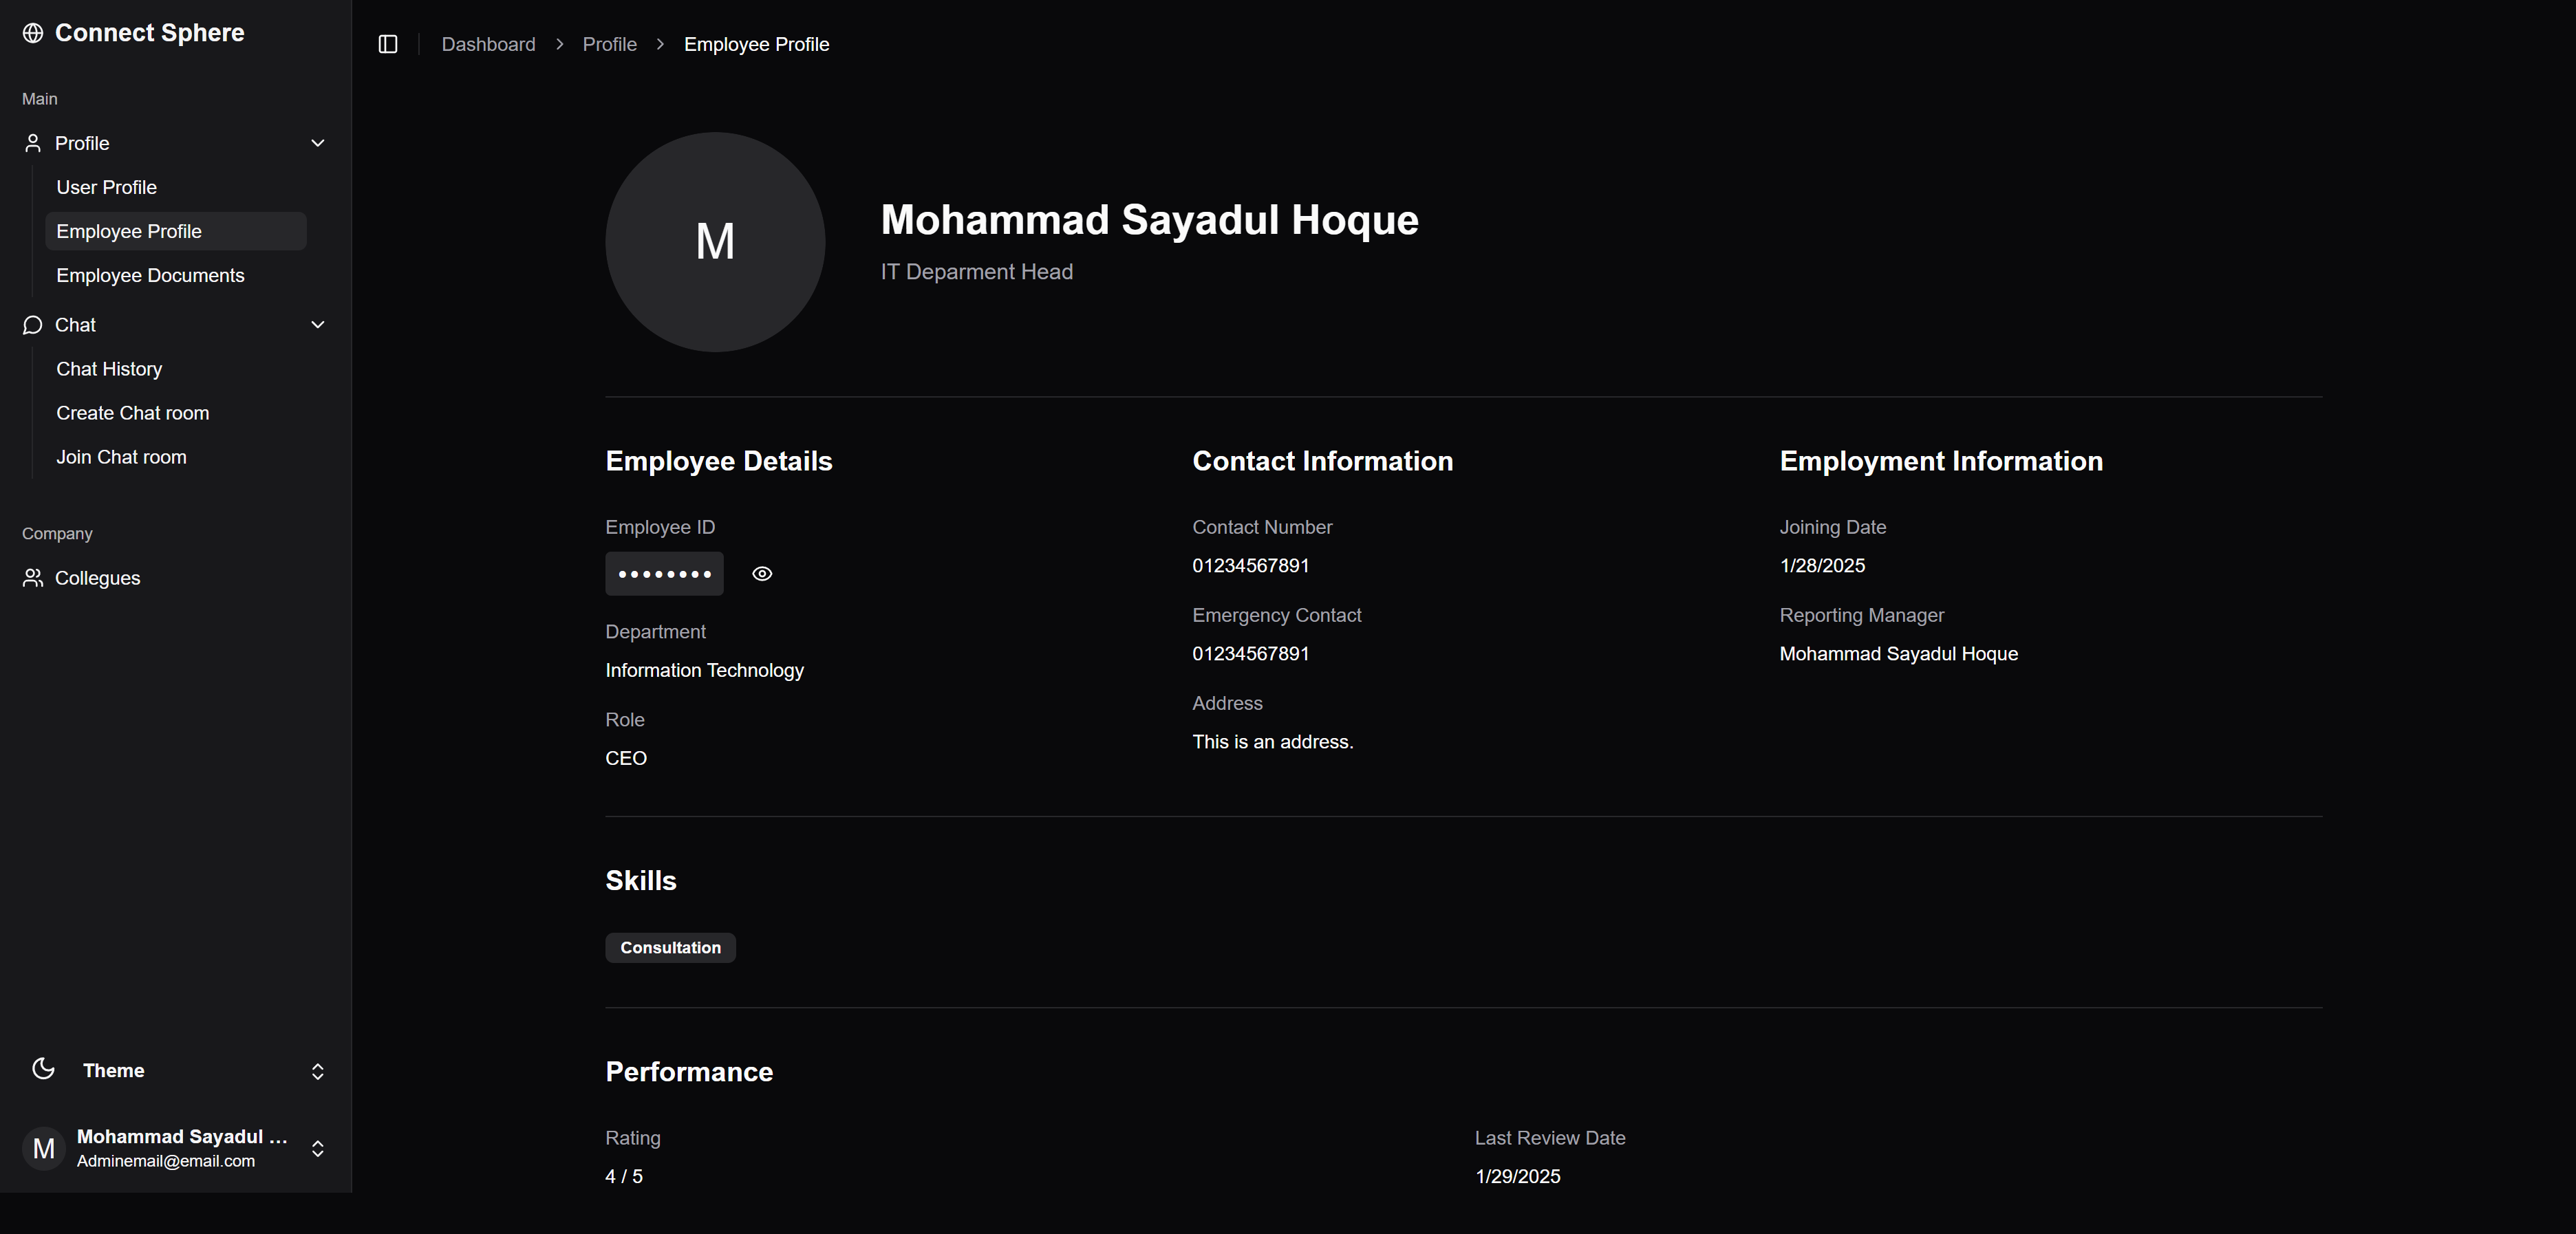 Connect Sphere
Main
Profile
User Profile
Employee Profile
Employee Documents
Chat
Chat History
Create Chat room
Join Chat room
Company
Collegues
Theme
M
Mohammad Sayadul ...
Adminemail@email.com
Dashboard > Profile > Employee Profile
M
Mohammad Sayadul Hoque
IT Deparment Head
Employee Details
Employee ID
••••••••
Department
Information Technology
Role
CEO
Contact Information
Contact Number
01234567891
Emergency Contact
01234567891
Address
This is an address.
Employment Information
Joining Date
1/28/2025
Reporting Manager
Mohammad Sayadul Hoque
Skills
Consultation
Performance
Rating
4 / 5
Last Review Date
1/29/2025